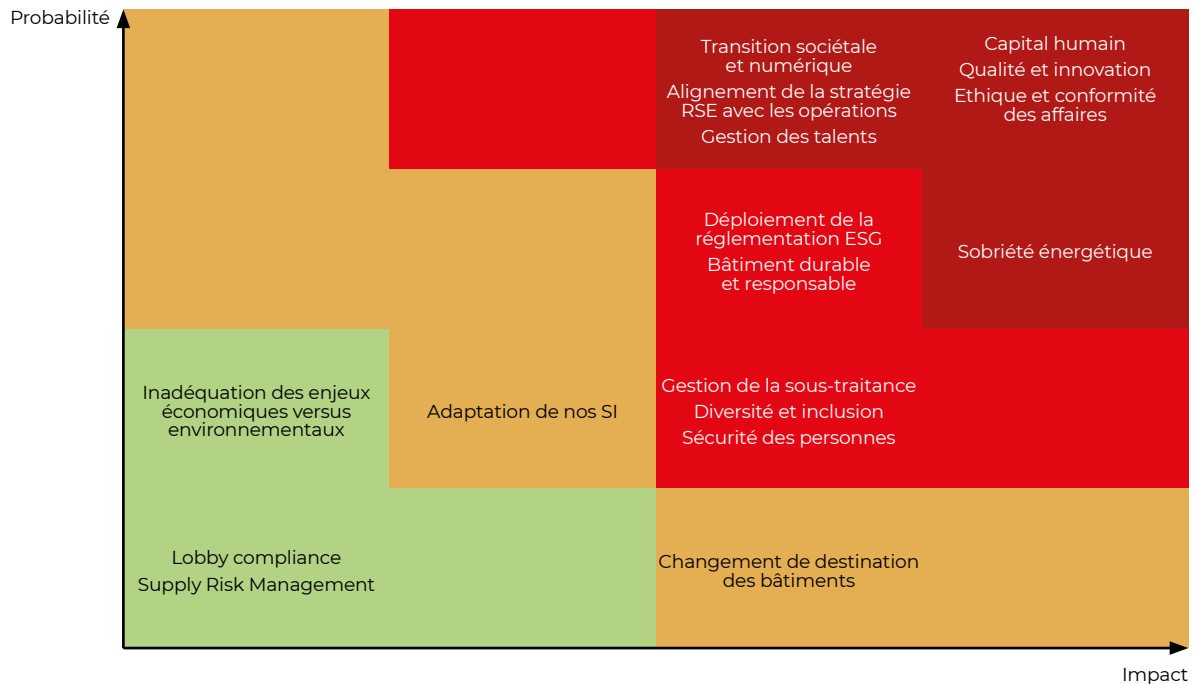 Probabilité
Transition sociétale
et numérique
Alignement de la stratégie
RSE avec les opérations
Gestion des talents
Capital humain
Qualité et innovation
Ethique et conformité
des affaires
Déploiement de la
réglementation ESG
Bâtiment durable
et responsable
Sobriété énergétique
Inadéquation des enjeux
économiques versus
environnementaux
Adaptation de nos SI
Gestion de la sous-traitance
Diversité et inclusion
Sécurité des personnes
Lobby compliance
Supply Risk Management
Changement de destination
des bâtiments
Impact